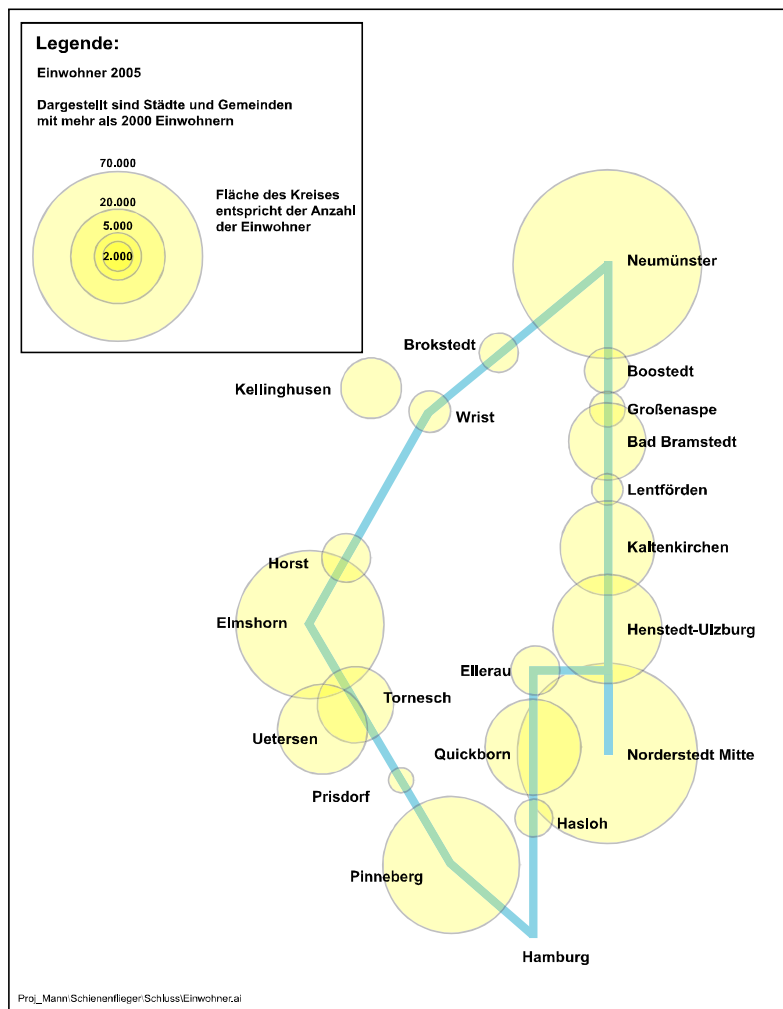 Legende:
Einwohner 2005
Dargestellt sind Städte und Gemeinden
mit mehr als 2000 Einwohnern
70.000
20.000
5.000
2.000
Fläche des Kreises
entspricht der Anzahl
der Einwohner
Neumünster
Brokstedt
Boostedt
Kellinghusen
Großenaspe
Wrist
Bad Bramstedt
Lentförden
Kaltenkirchen
Horst
Elmshorn
Henstedt-Ulzburg
Ellerau
Tornesch
Uetersen
Quickborn
Norderstedt Mitte
Prisdorf
Hasloh
Pinneberg
Hamburg
Proj_Mann\Schienenflieger\Schluss\Einwohner.ai